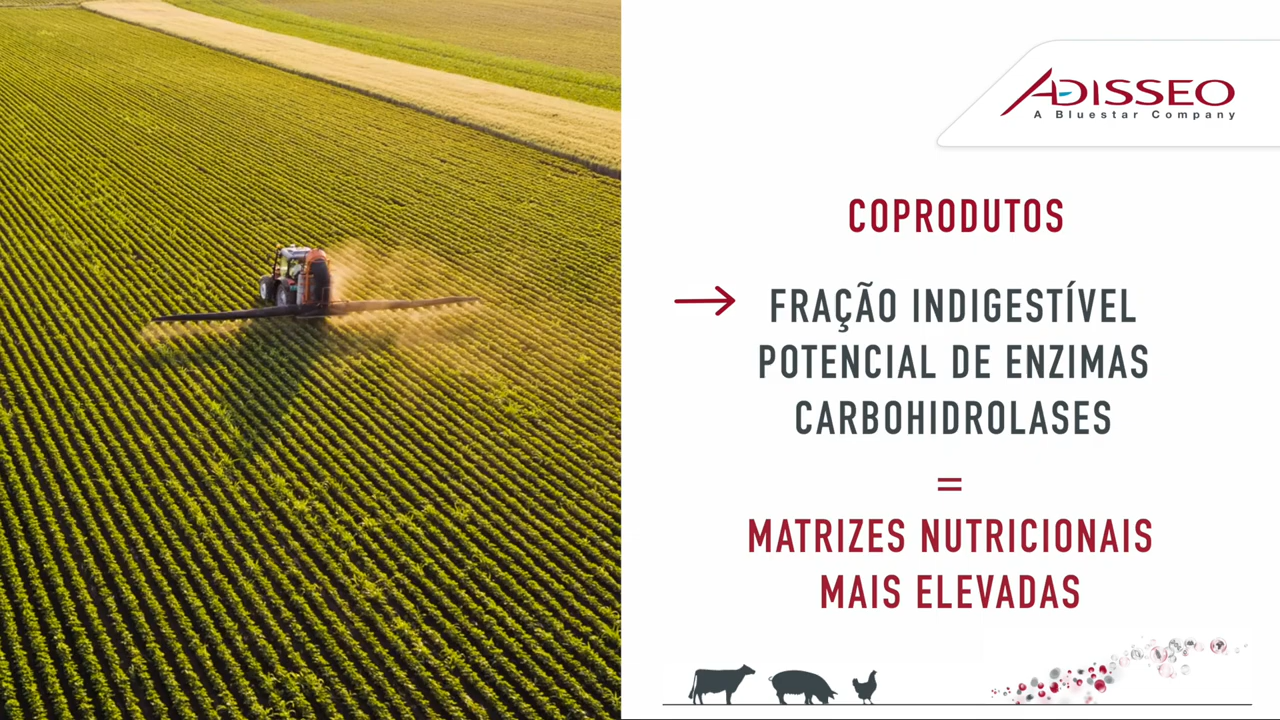 ADISSEO
A Bluestar Company
COPRODUTOS
FRAÇÃO INDIGESTÍVEL
POTENCIAL DE ENZIMAS
CARBOHIDROLASES
=
MATRIZES NUTRICIONAIS
MAIS ELEVADAS